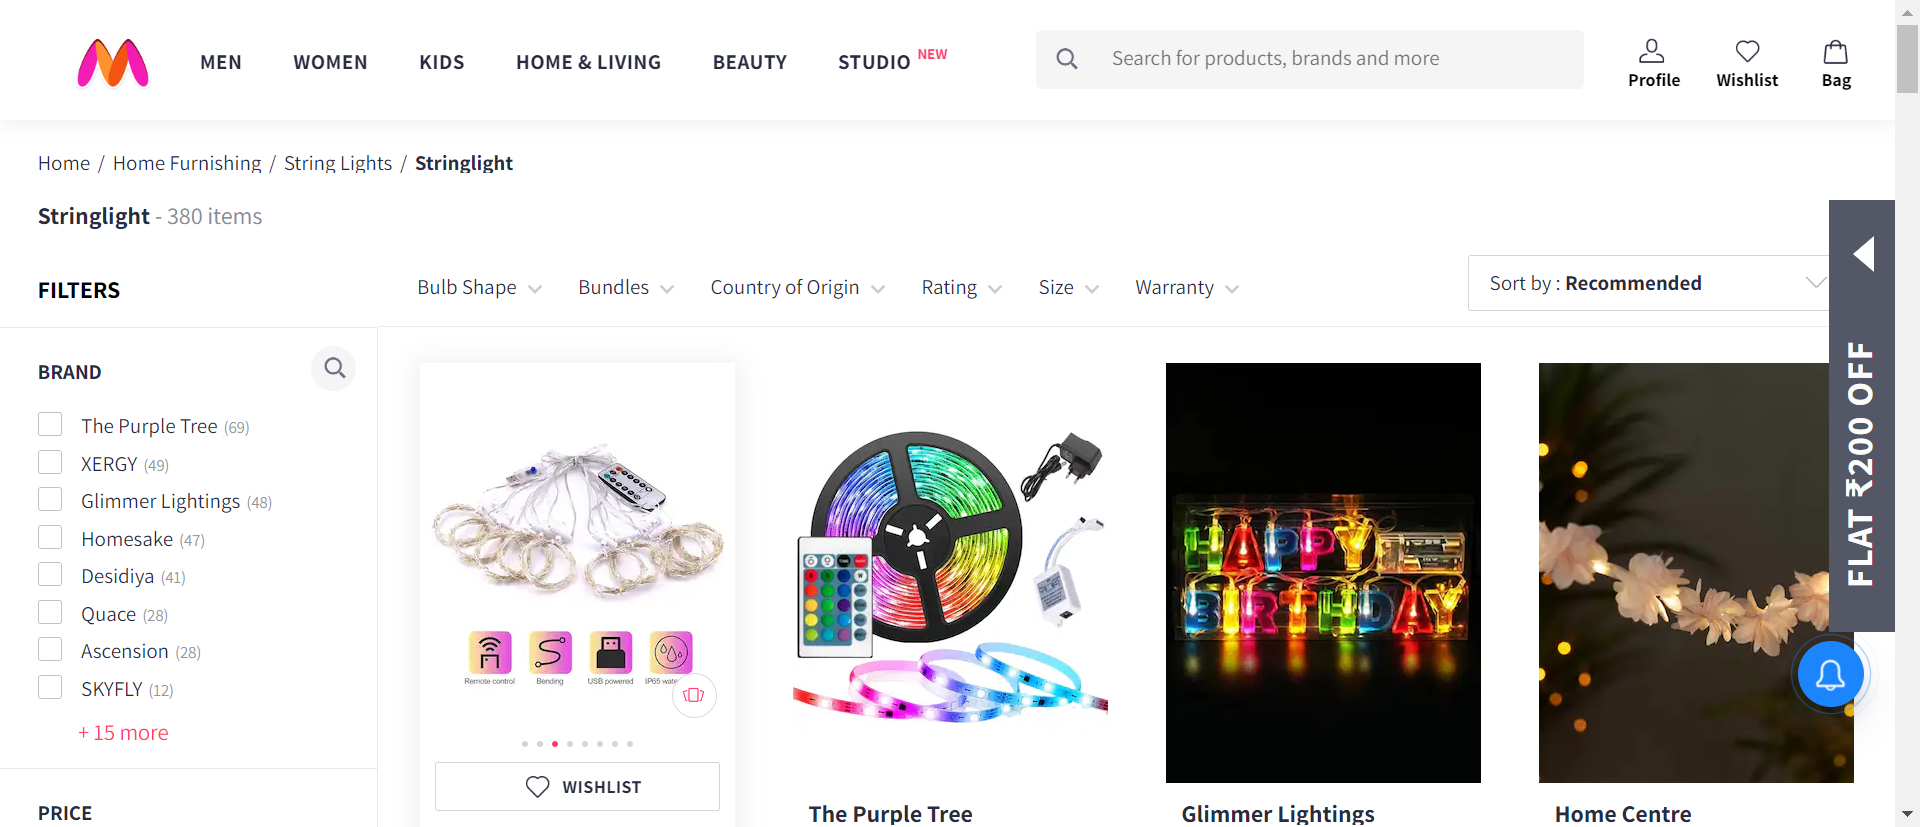 MEN WOMEN KIDS HOME & LIVING BEAUTY STUDIO NEW
Search for products, brands and more
Profile Wishlist Bag
Home / Home Furnishing / String Lights / Stringlight
Stringlight - 380 items
FILTERS
Bulb Shape Bundles Country of Origin Rating Size Warranty
Sort by : Recommended
FLAT ₹200 OFF
BRAND
The Purple Tree (69)
XERGY (49)
Glimmer Lightings (48)
Homesake (47)
Desidiya (41)
Quace (28)
Ascension (28)
SKYFLY (12)
+ 15 more
PRICE
Remote control Bending USB powered IP65
WISHLIST
HAPPY
BIRTHDAY
The Purple Tree
Glimmer Lightings
Home Centre